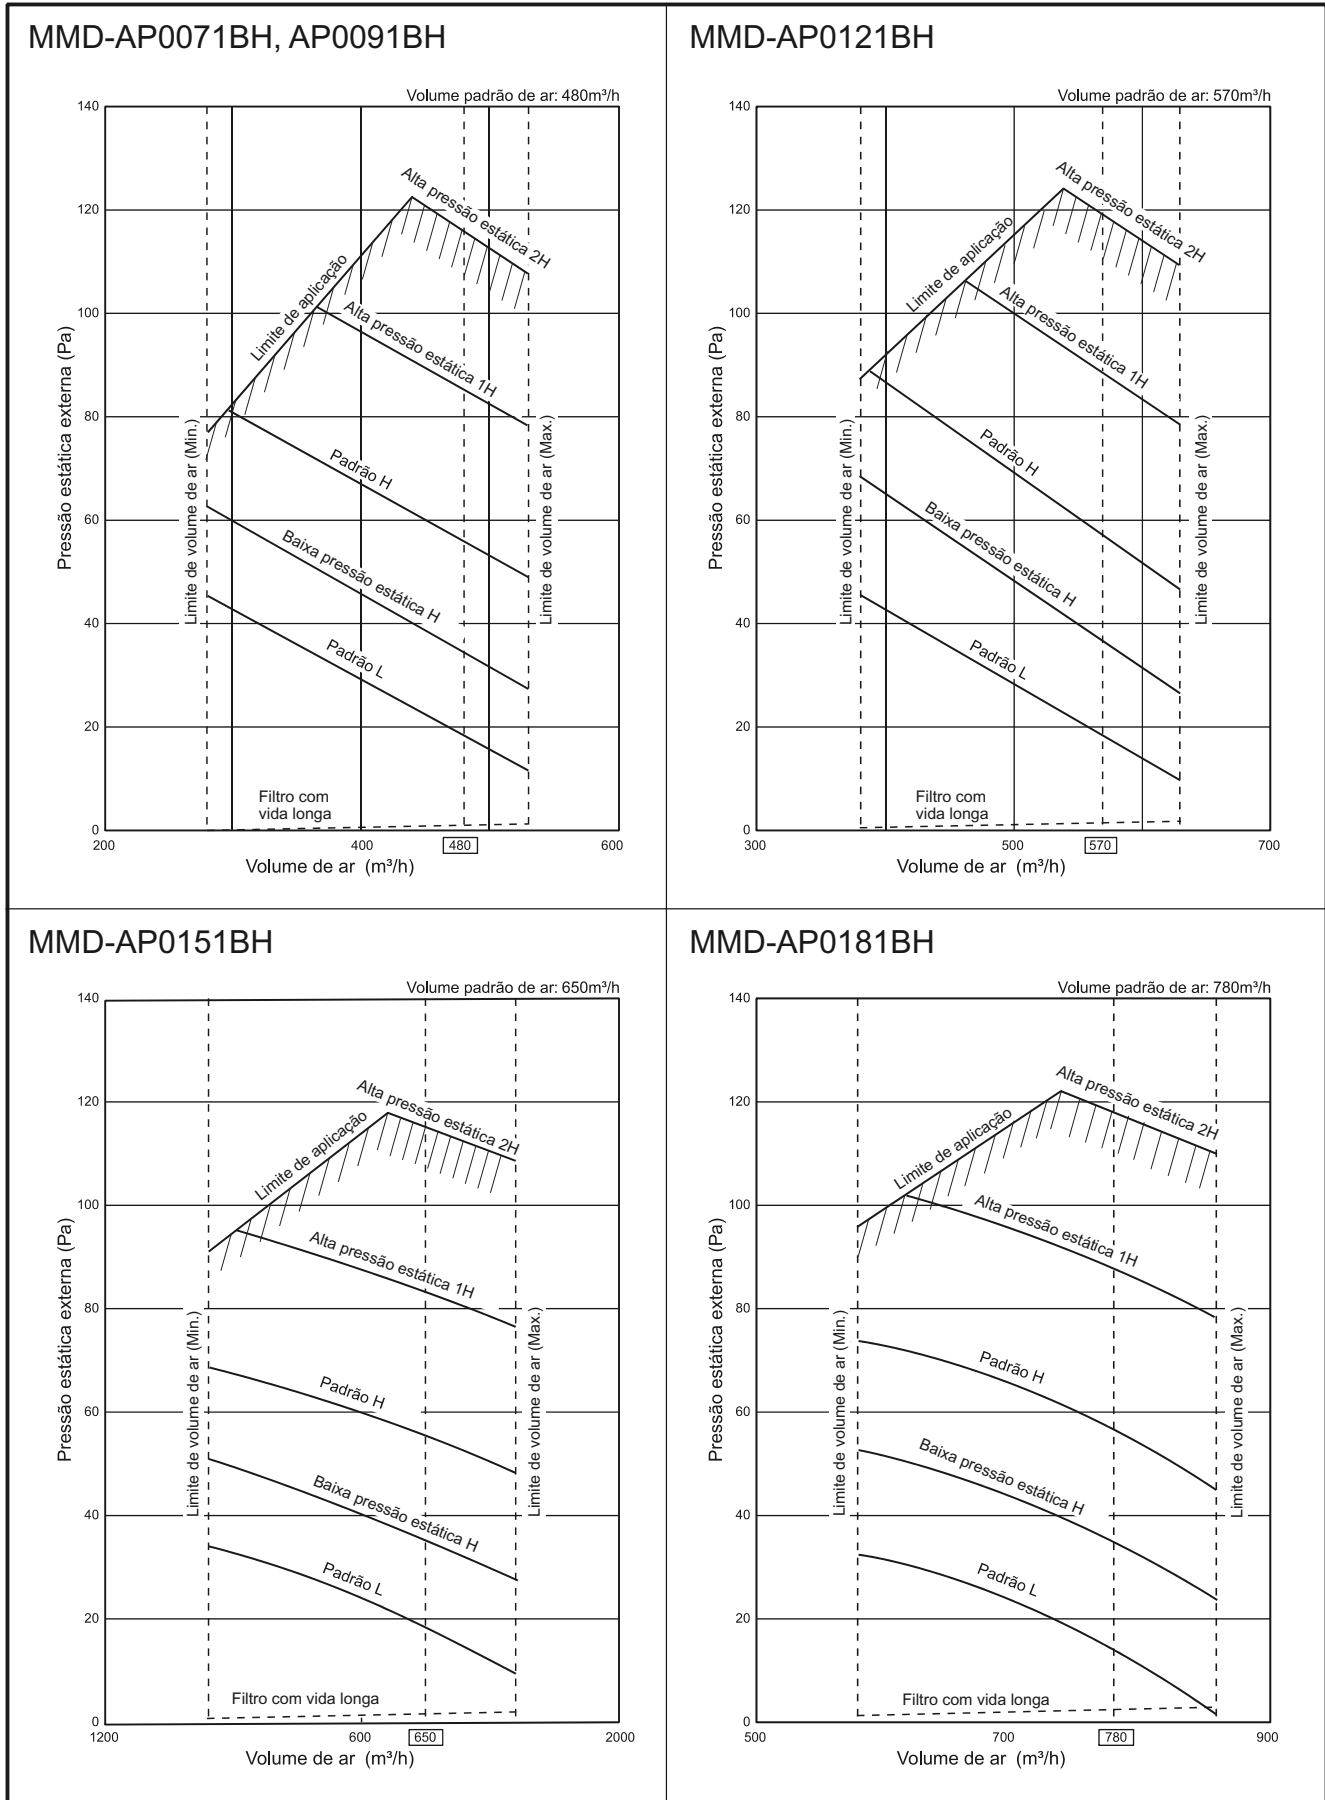 MMD-AP0071BH, AP0091BH
Volume padrão de ar: 480m³/h
140
120
100
80
60
40
20
0
Pressão estática externa (Pa)
Limite de volume de ar (Min.)
Limite de aplicação
Alta pressão estática 2H
Alta pressão estática 1H
Padrão H
Baixa pressão estática H
Padrão L
Filtro com
vida longa
Limite de volume de ar (Max.)
200
400
480
600
Volume de ar (m³/h)
MMD-AP0121BH
Volume padrão de ar: 570m³/h
140
120
100
80
60
40
20
0
Pressão estática externa (Pa)
Limite de volume de ar (Min.)
Limite de aplicação
Alta pressão estática 2H
Alta pressão estática 1H
Padrão H
Baixa pressão estática H
Padrão L
Filtro com
vida longa
Limite de volume de ar (Max.)
300
500
570
700
Volume de ar (m³/h)
MMD-AP0151BH
Volume padrão de ar: 650m³/h
140
120
100
80
60
40
20
0
Pressão estática externa (Pa)
Limite de volume de ar (Min.)
Limite de aplicação
Alta pressão estática 2H
Alta pressão estática 1H
Padrão H
Baixa pressão estática H
Padrão L
Filtro com vida longa
Limite de volume de ar (Max.)
1200
600
650
2000
Volume de ar (m³/h)
MMD-AP0181BH
Volume padrão de ar: 780m³/h
140
120
100
80
60
40
20
0
Pressão estática externa (Pa)
Limite de volume de ar (Min.)
Limite de aplicação
Alta pressão estática 2H
Alta pressão estática 1H
Padrão H
Baixa pressão estática H
Padrão L
Filtro com vida longa
Limite de volume de ar (Max.)
500
700
780
900
Volume de ar (m³/h)